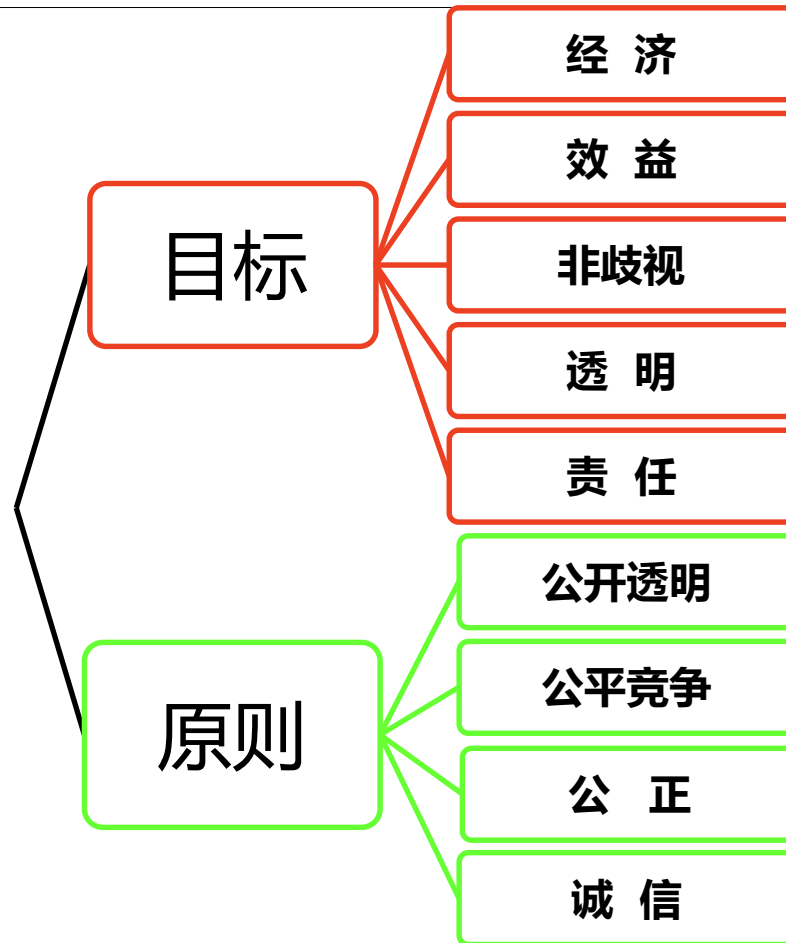 经 济
效 益
非歧视
透 明
责 任
目标
公开透明
公平竞争
公 正
诚 信
原则